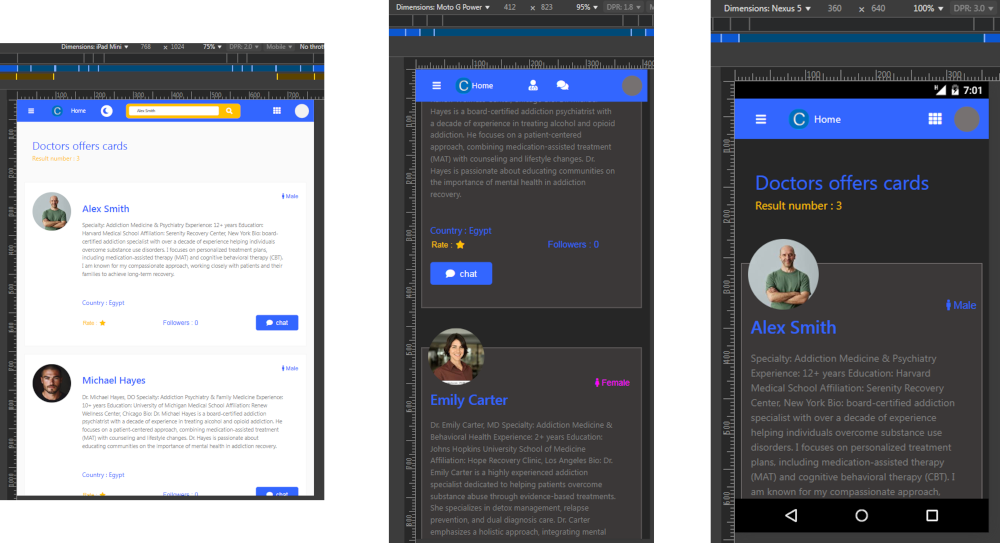 Dimensions: iPad Mini ▼ 768 × 1024 75% ▼ DPR: 2.0 ▼ Mobile ▼ No thrott
100 200 300 400 500 600 700
C Home Alex Smith
Doctors offers cards
Result number : 3
Male
Alex Smith
Specialty: Addiction Medicine & Psychiatry Experience: 12+ years Education:
Harvard Medical School Affiliation: Serenity Recovery Center, New York Bio: board-
certified addiction specialist with over a decade of experience helping individuals
overcome substance use disorders. I focuses on personalized treatment plans,
including medication-assisted therapy (MAT) and cognitive behavioral therapy (CBT).
I am known for my compassionate approach, working closely with patients and their
families to achieve long-term recovery.
Country : Egypt
Rate : Followers : 0 chat
Male
Michael Hayes
Dr. Michael Hayes, DO Specialty: Addiction Psychiatry & Family Medicine Experience:
10+ years Education: University of Michigan Medical School Affiliation: Renew
Wellness Center, Chicago Bio: Dr. Michael Hayes is a board-certified addiction
psychiatrist with over a decade of experience in treating alcohol and opioid addiction. He
focuses on a patient-centered approach, combining medication-assisted treatment
(MAT) with counseling and lifestyle changes. Dr. Hayes is passionate about
educating communities on the importance of mental health in addiction recovery.
Country : Egypt
Rate : Followers : 0 chat
Dimensions: Moto G Power ▼ 412 × 823 95% ▼ DPR: 1.8 ▼
100 200 300 400
C Home
Hayes is a board-certified addiction psychiatrist with
a decade of experience in treating alcohol and opioid
addiction. He focuses on a patient-centered
approach, combining medication-assisted treatment
(MAT) with counseling and lifestyle changes. Dr.
Hayes is passionate about educating communities on
the importance of mental health in addiction
recovery.
Country : Egypt
Rate : Followers : 0
chat
Female
Emily Carter
Dr. Emily Carter, MD Specialty: Addiction Medicine &
Behavioral Health Experience: 2+ years Education:
Johns Hopkins University School of Medicine
Affiliation: Hope Recovery Clinic, Los Angeles Bio: Dr.
Emily Carter is a highly experienced addiction
specialist dedicated to helping patients overcome
substance abuse through evidence-based treatments.
She specializes in detox management, relapse
prevention, and dual diagnosis care. Dr. Carter
emphasizes a holistic approach, integrating mental
Dimensions: Nexus 5 ▼ 360 × 640 100% ▼ DPR: 3.0 ▼
100 200 300
7:01
C Home
Doctors offers cards
Result number : 3
Male
Alex Smith
Specialty: Addiction Medicine & Psychiatry
Experience: 12+ years Education: Harvard
Medical School Affiliation: Serenity Recovery
Center, New York Bio: board-certified addiction
specialist with over a decade of experience
helping individuals overcome substance use
disorders. I focuses on personalized treatment
plans, including medication-assisted therapy
(MAT) and cognitive behavioral therapy (CBT). I
am known for my compassionate approach,